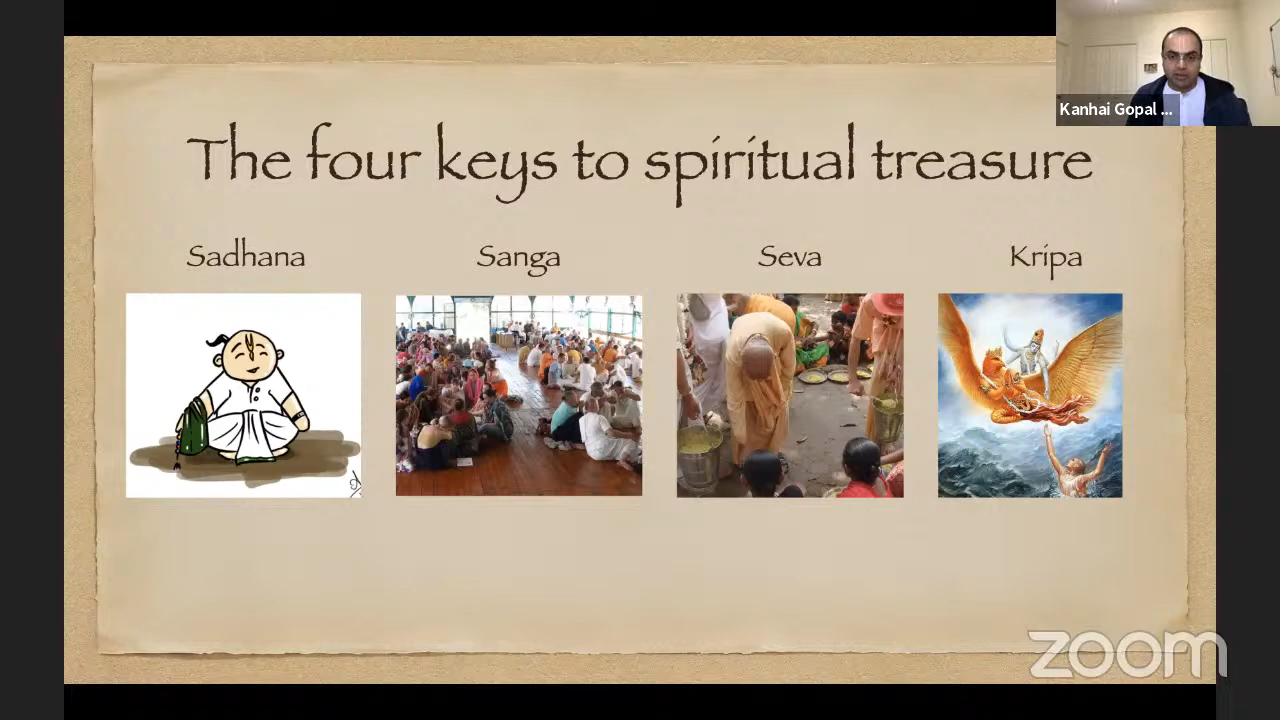 Kanhai Gopal ...
The four keys to spiritual treasure
Sadhana
Sanga
Seva
Kripa
zoom